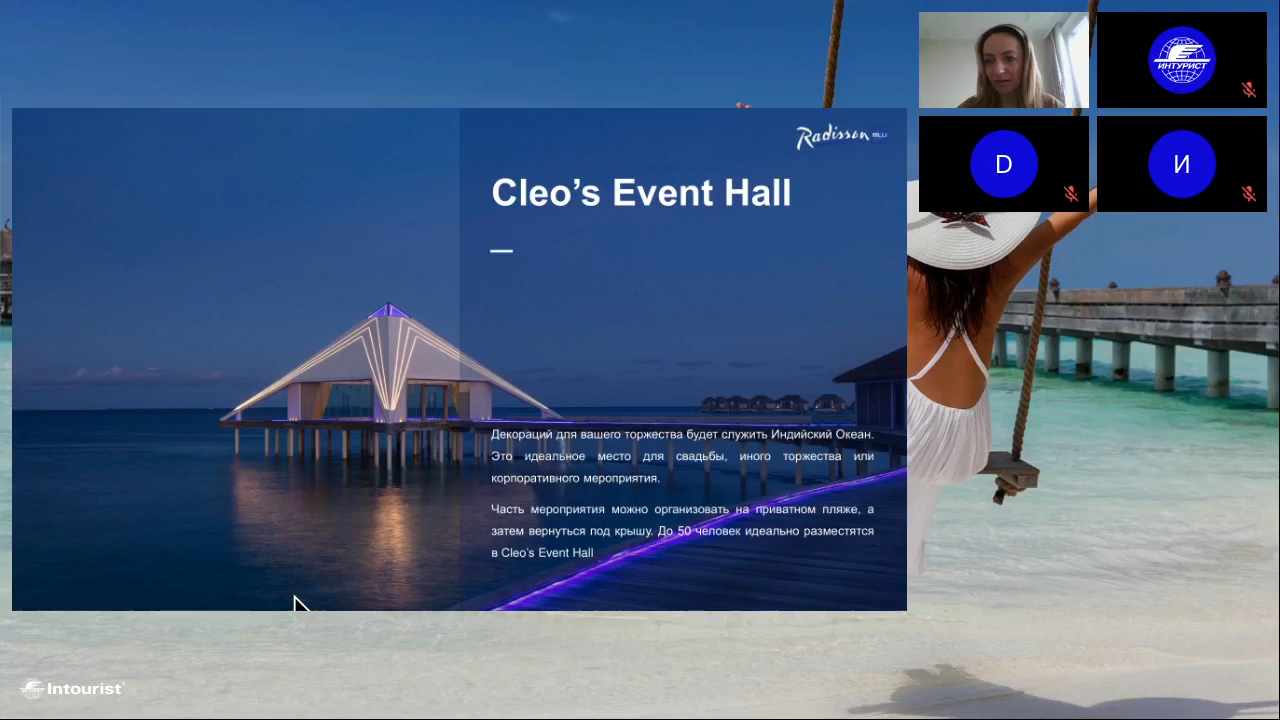 Radisson BLU
ИНТУРИСТ
D
И
Cleo’s Event Hall
Декораций для вашего торжества будет служить Индийский Океан.
Это идеальное место для свадьбы, иного торжества или
корпоративного мероприятия.
Часть мероприятия можно организовать на приватном пляже, а
затем вернуться под крышу. До 50 человек идеально разместятся
в Cleo’s Event Hall
Intourist